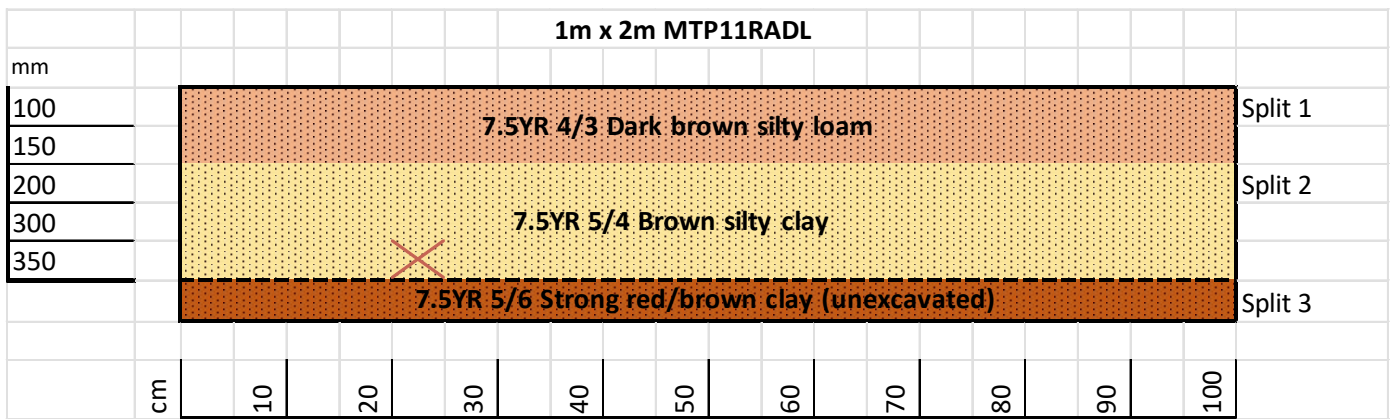 1m x 2m MTP11RADL
mm
100
Split 1
7.5YR 4/3 Dark brown silty loam
150
200
Split 2
7.5YR 5/4 Brown silty clay
300
350
7.5YR 5/6 Strong red/brown clay (unexcavated)
Split 3
cm 10 20 30 40 50 60 70 80 90 100